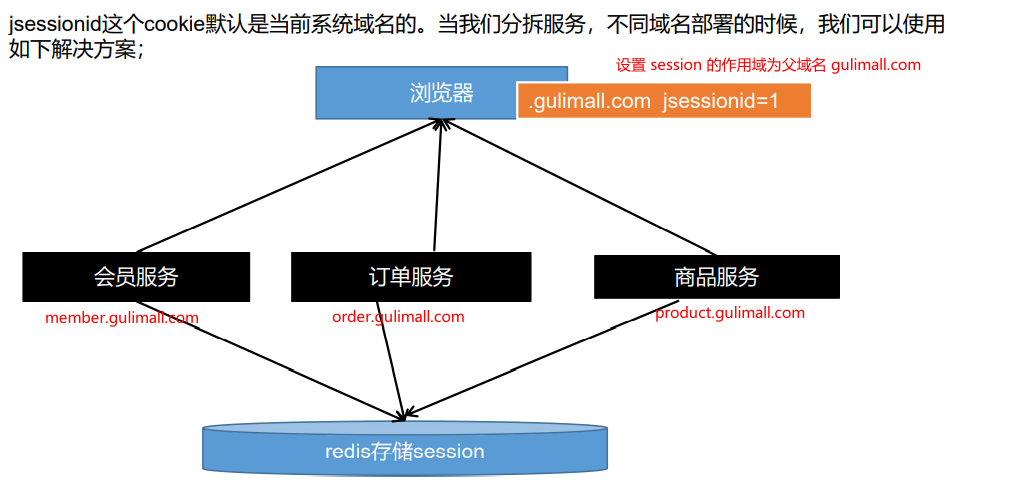 jsessionid这个cookie默认是当前系统域名的。当我们分拆服务，不同域名部署的时候，我们可以使用
如下解决方案；
设置 session 的作用域为父域名 gulimall.com
浏览器
.gulimall.com jsessionid=1
会员服务
订单服务
商品服务
member.gulimall.com
order.gulimall.com
product.gulimall.com
redis存储session